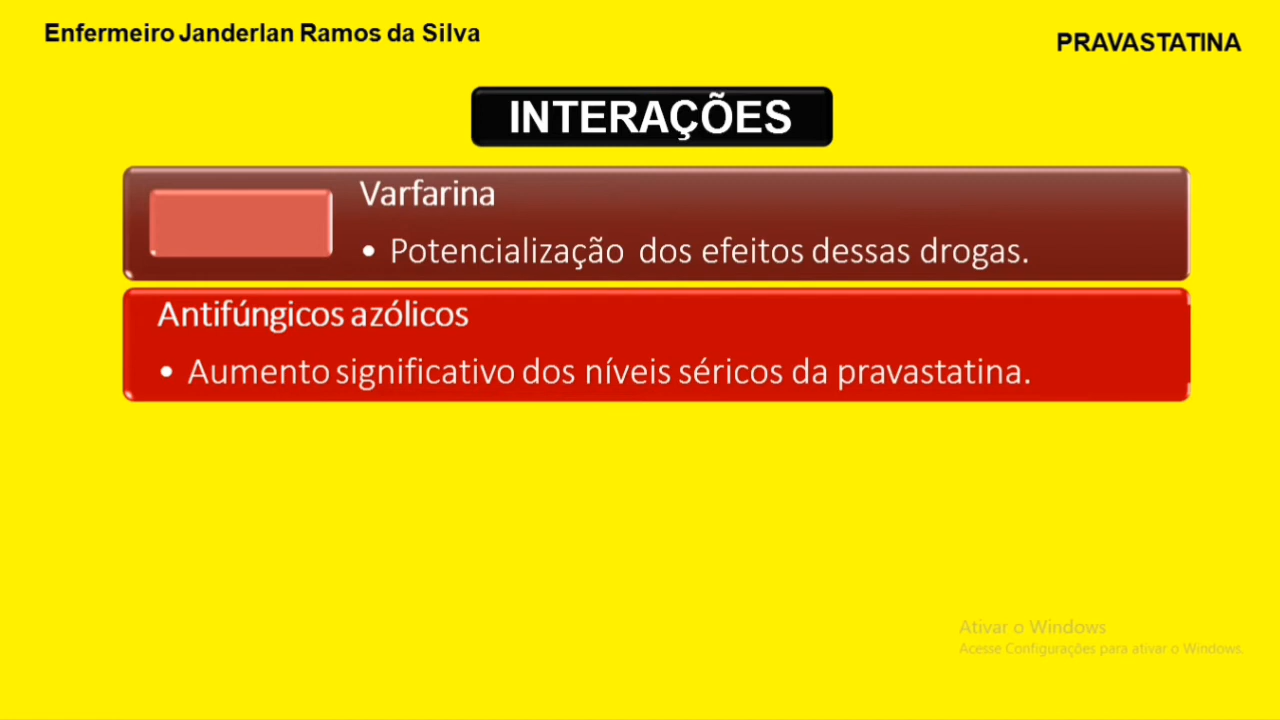 Enfermeiro Janderlan Ramos da Silva
PRAVASTATINA
INTERAÇÕES
Varfarina
• Potencialização dos efeitos dessas drogas.
Antifúngicos azólicos
• Aumento significativo dos níveis séricos da pravastatina.
Ativar o Windows
Acesse Configurações para ativar o Windows.